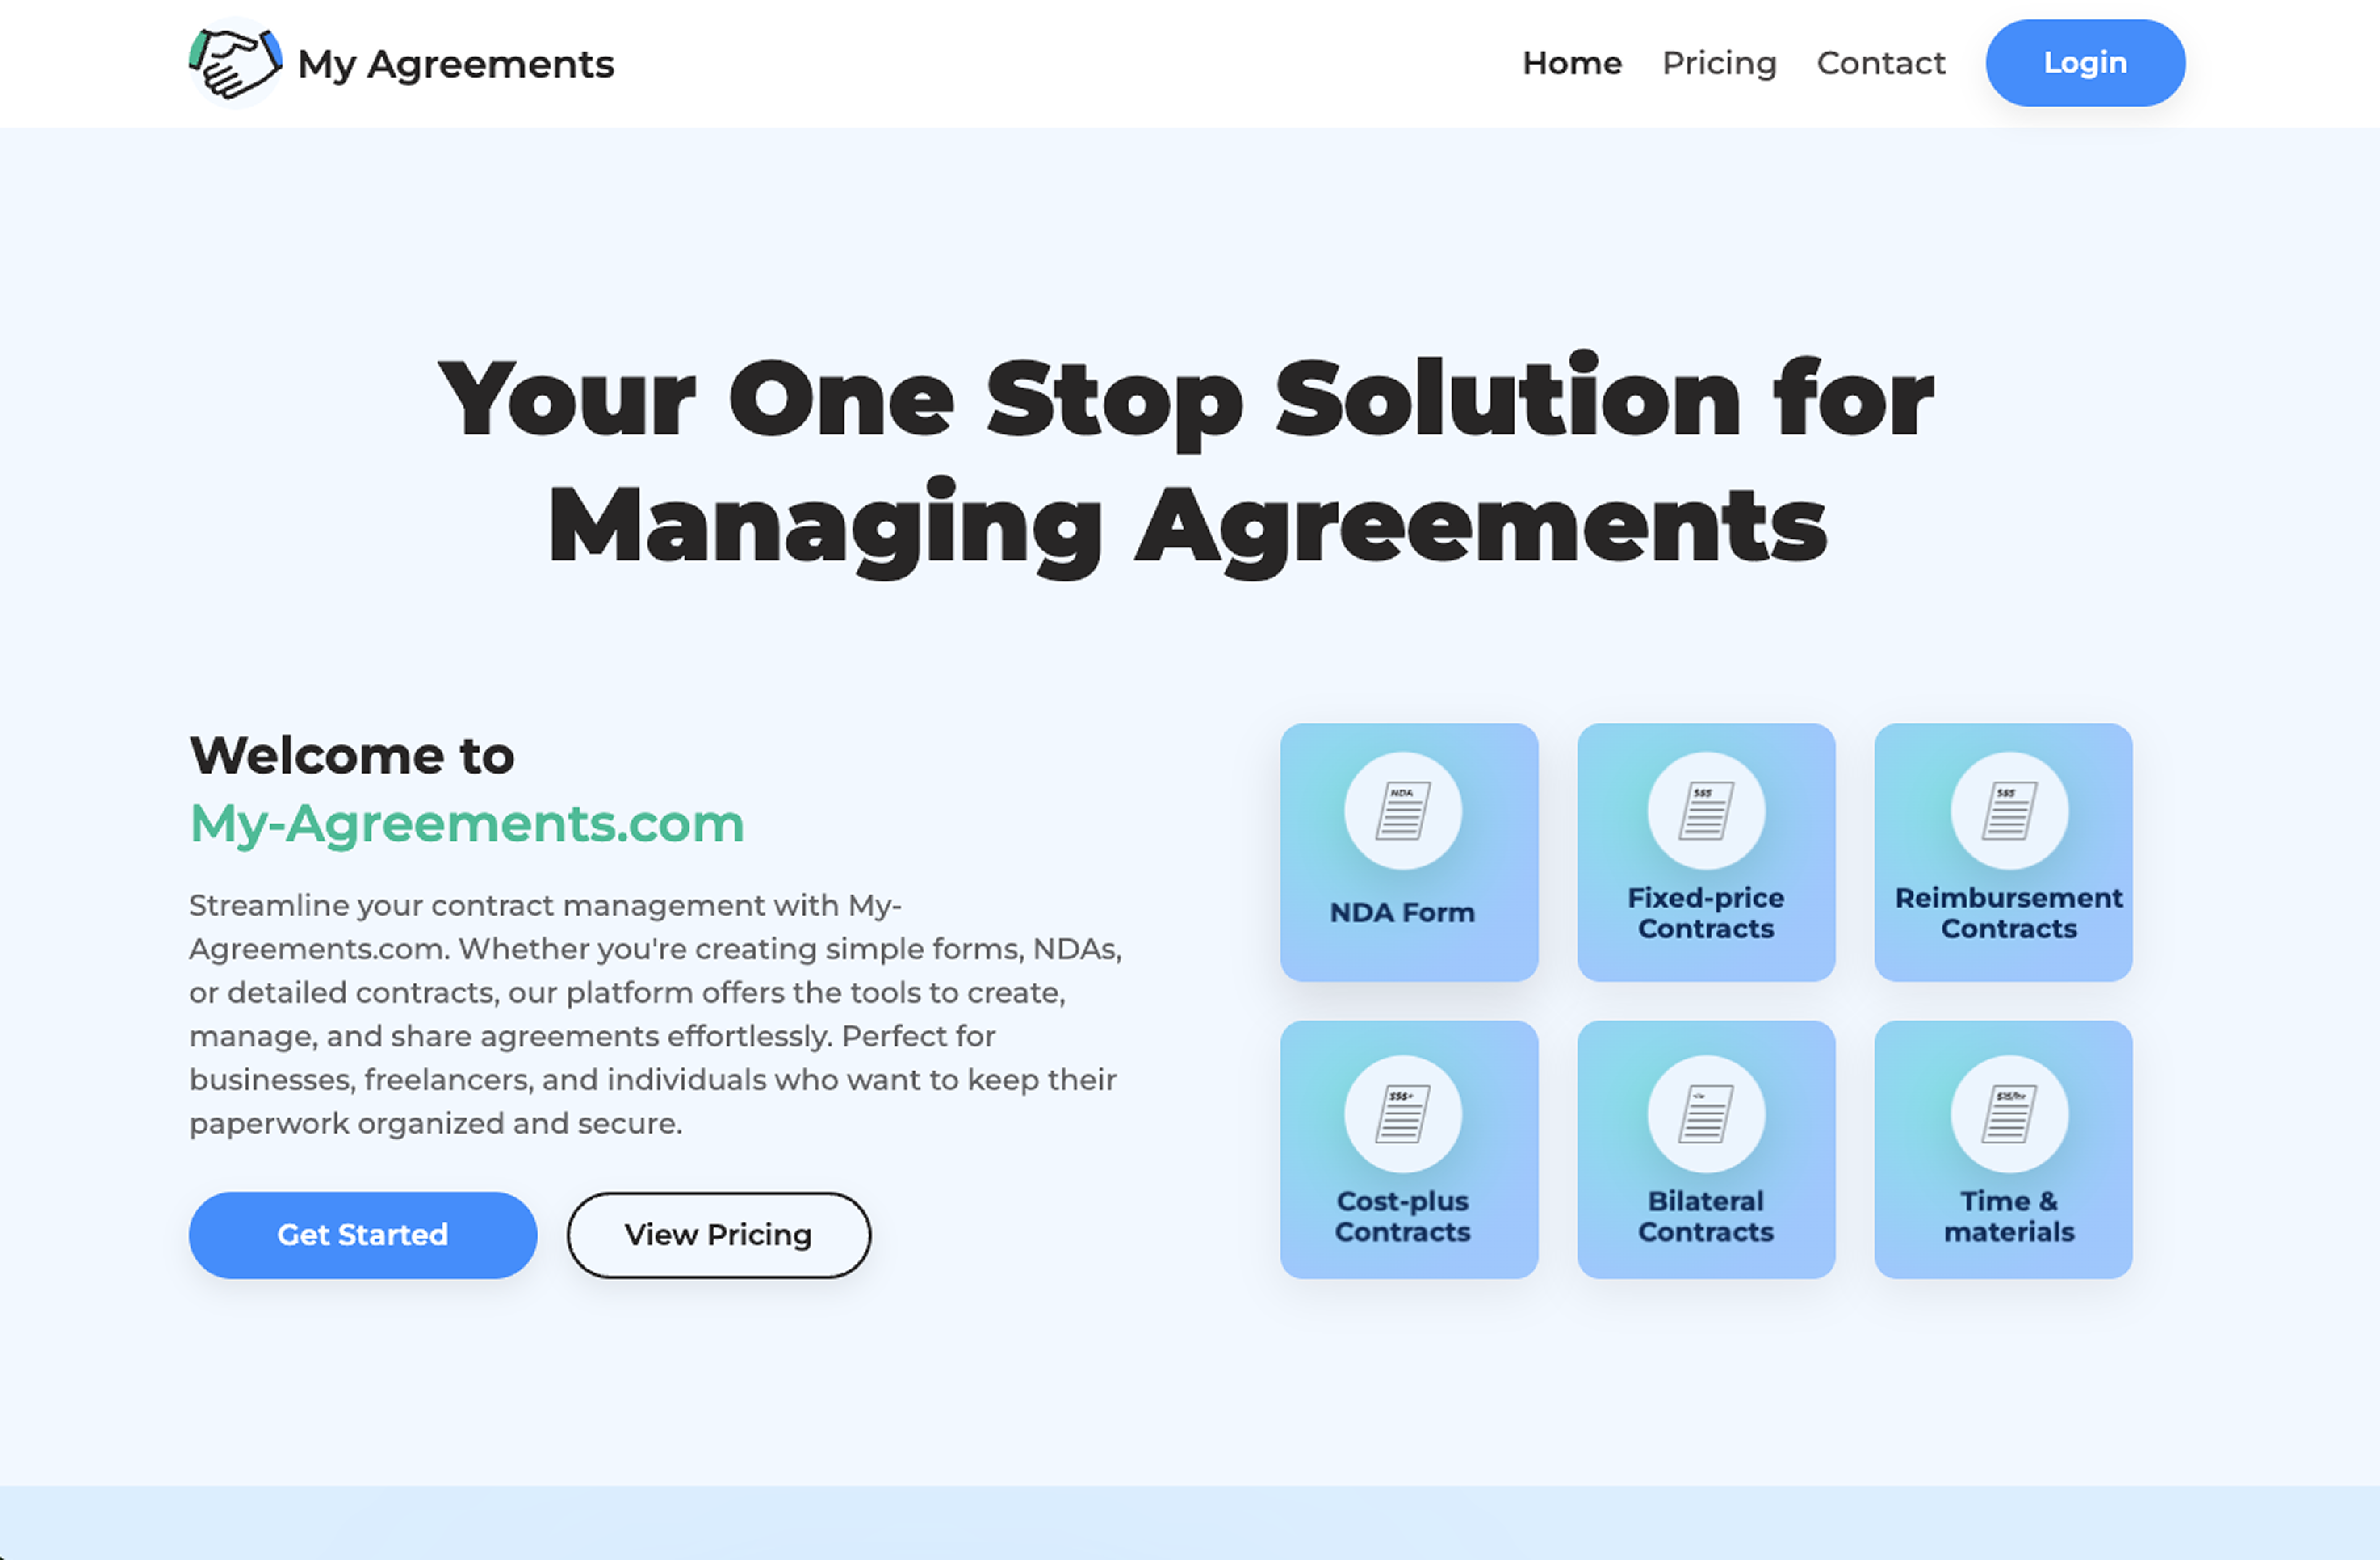 My Agreements
Home Pricing Contact Login
Your One Stop Solution for
Managing Agreements
Welcome to
My-Agreements.com
Streamline your contract management with My-
Agreements.com. Whether you're creating simple forms, NDAs,
or detailed contracts, our platform offers the tools to create,
manage, and share agreements effortlessly. Perfect for
businesses, freelancers, and individuals who want to keep their
paperwork organized and secure.
Get Started
View Pricing
NDA
NDA Form
$$$
Fixed-price
Contracts
$$$
Reimbursement
Contracts
$$$+
Cost-plus
Contracts
Bilateral
Contracts
$15/hr
Time &
materials